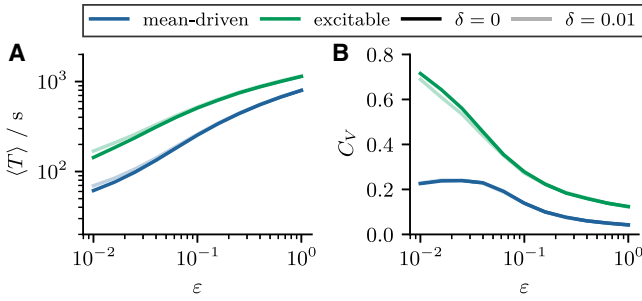 mean-driven excitable δ = 0 δ = 0.01
A B
10³
10²
⟨T⟩ / s
10⁻² 10⁻¹ 10⁰
ε
0.8
0.6
0.4
0.2
0.0
C_V
10⁻² 10⁻¹ 10⁰
ε